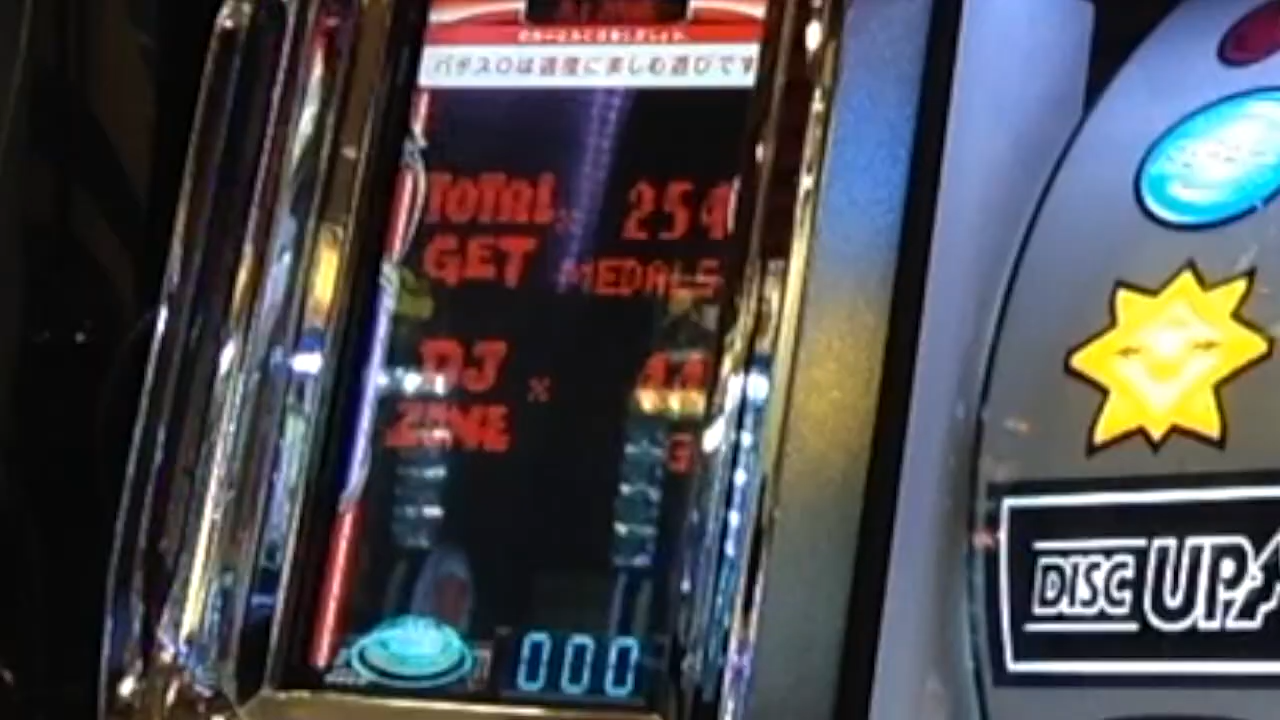 パチスロは適度に楽しむ遊びです
TOTAL 254
GET MEDALS
DJ × 44
ZONE G
000
DISC UP